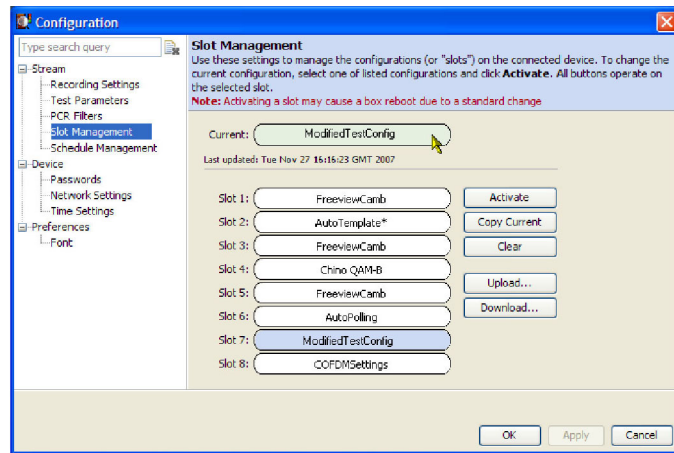 Configuration
Type search query
Stream
Recording Settings
Test Parameters
PCR Filters
Slot Management
Schedule Management
Device
Passwords
Network Settings
Time Settings
Preferences
Font
Slot Management
Use these settings to manage the configurations (or "slots") on the connected device. To change the
current configuration, select one of listed configurations and click Activate. All buttons operate on
the selected slot.
Note: Activating a slot may cause a box reboot due to a standard change
Current: ModifiedTestConfig
Last updated: Tue Nov 27 16:16:23 GMT 2007
Slot 1: FreeviewCamb Activate
Slot 2: AutoTemplate* Copy Current
Slot 3: FreeviewCamb Clear
Slot 4: Chino QAM-B
Upload...
Slot 5: FreeviewCamb
Download...
Slot 6: AutoPolling
Slot 7: ModifiedTestConfig
Slot 8: COFDMSettings
OK Apply Cancel